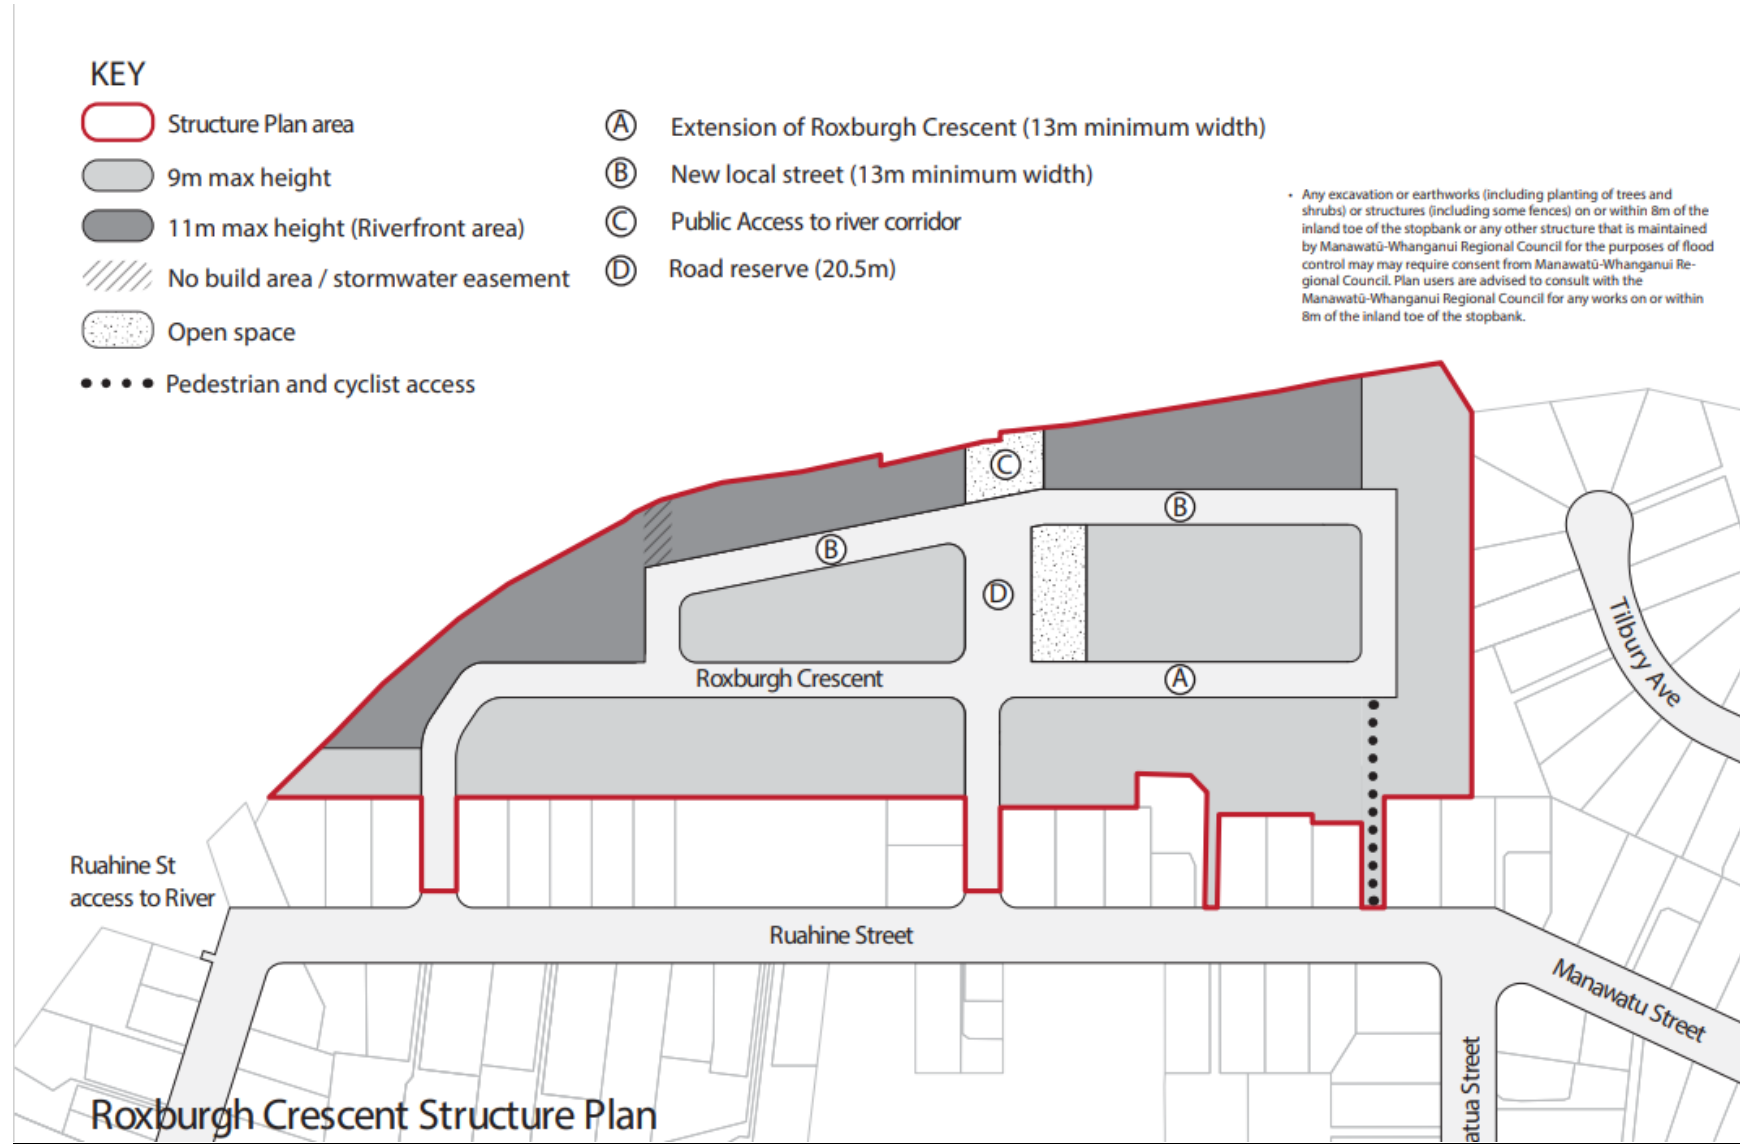 KEY
Structure Plan area
9m max height
11m max height (Riverfront area)
No build area / stormwater easement
Open space
Pedestrian and cyclist access
A Extension of Roxburgh Crescent (13m minimum width)
B New local street (13m minimum width)
C Public Access to river corridor
D Road reserve (20.5m)
• Any excavation or earthworks (including planting of trees and
shrubs) or structures (including some fences) on or within 8m of the
inland toe of the stopbank or any other structure that is maintained
by Manawatū-Whanganui Regional Council for the purposes of flood
control may may require consent from Manawatū-Whanganui Re-
gional Council. Plan users are advised to consult with the
Manawatū-Whanganui Regional Council for any works on or within
8m of the inland toe of the stopbank.
C
B
B
D
Roxburgh Crescent
A
Tilbury Ave
Ruahine St
access to River
Ruahine Street
Manawatu Street
atua Street
Roxburgh Crescent Structure Plan